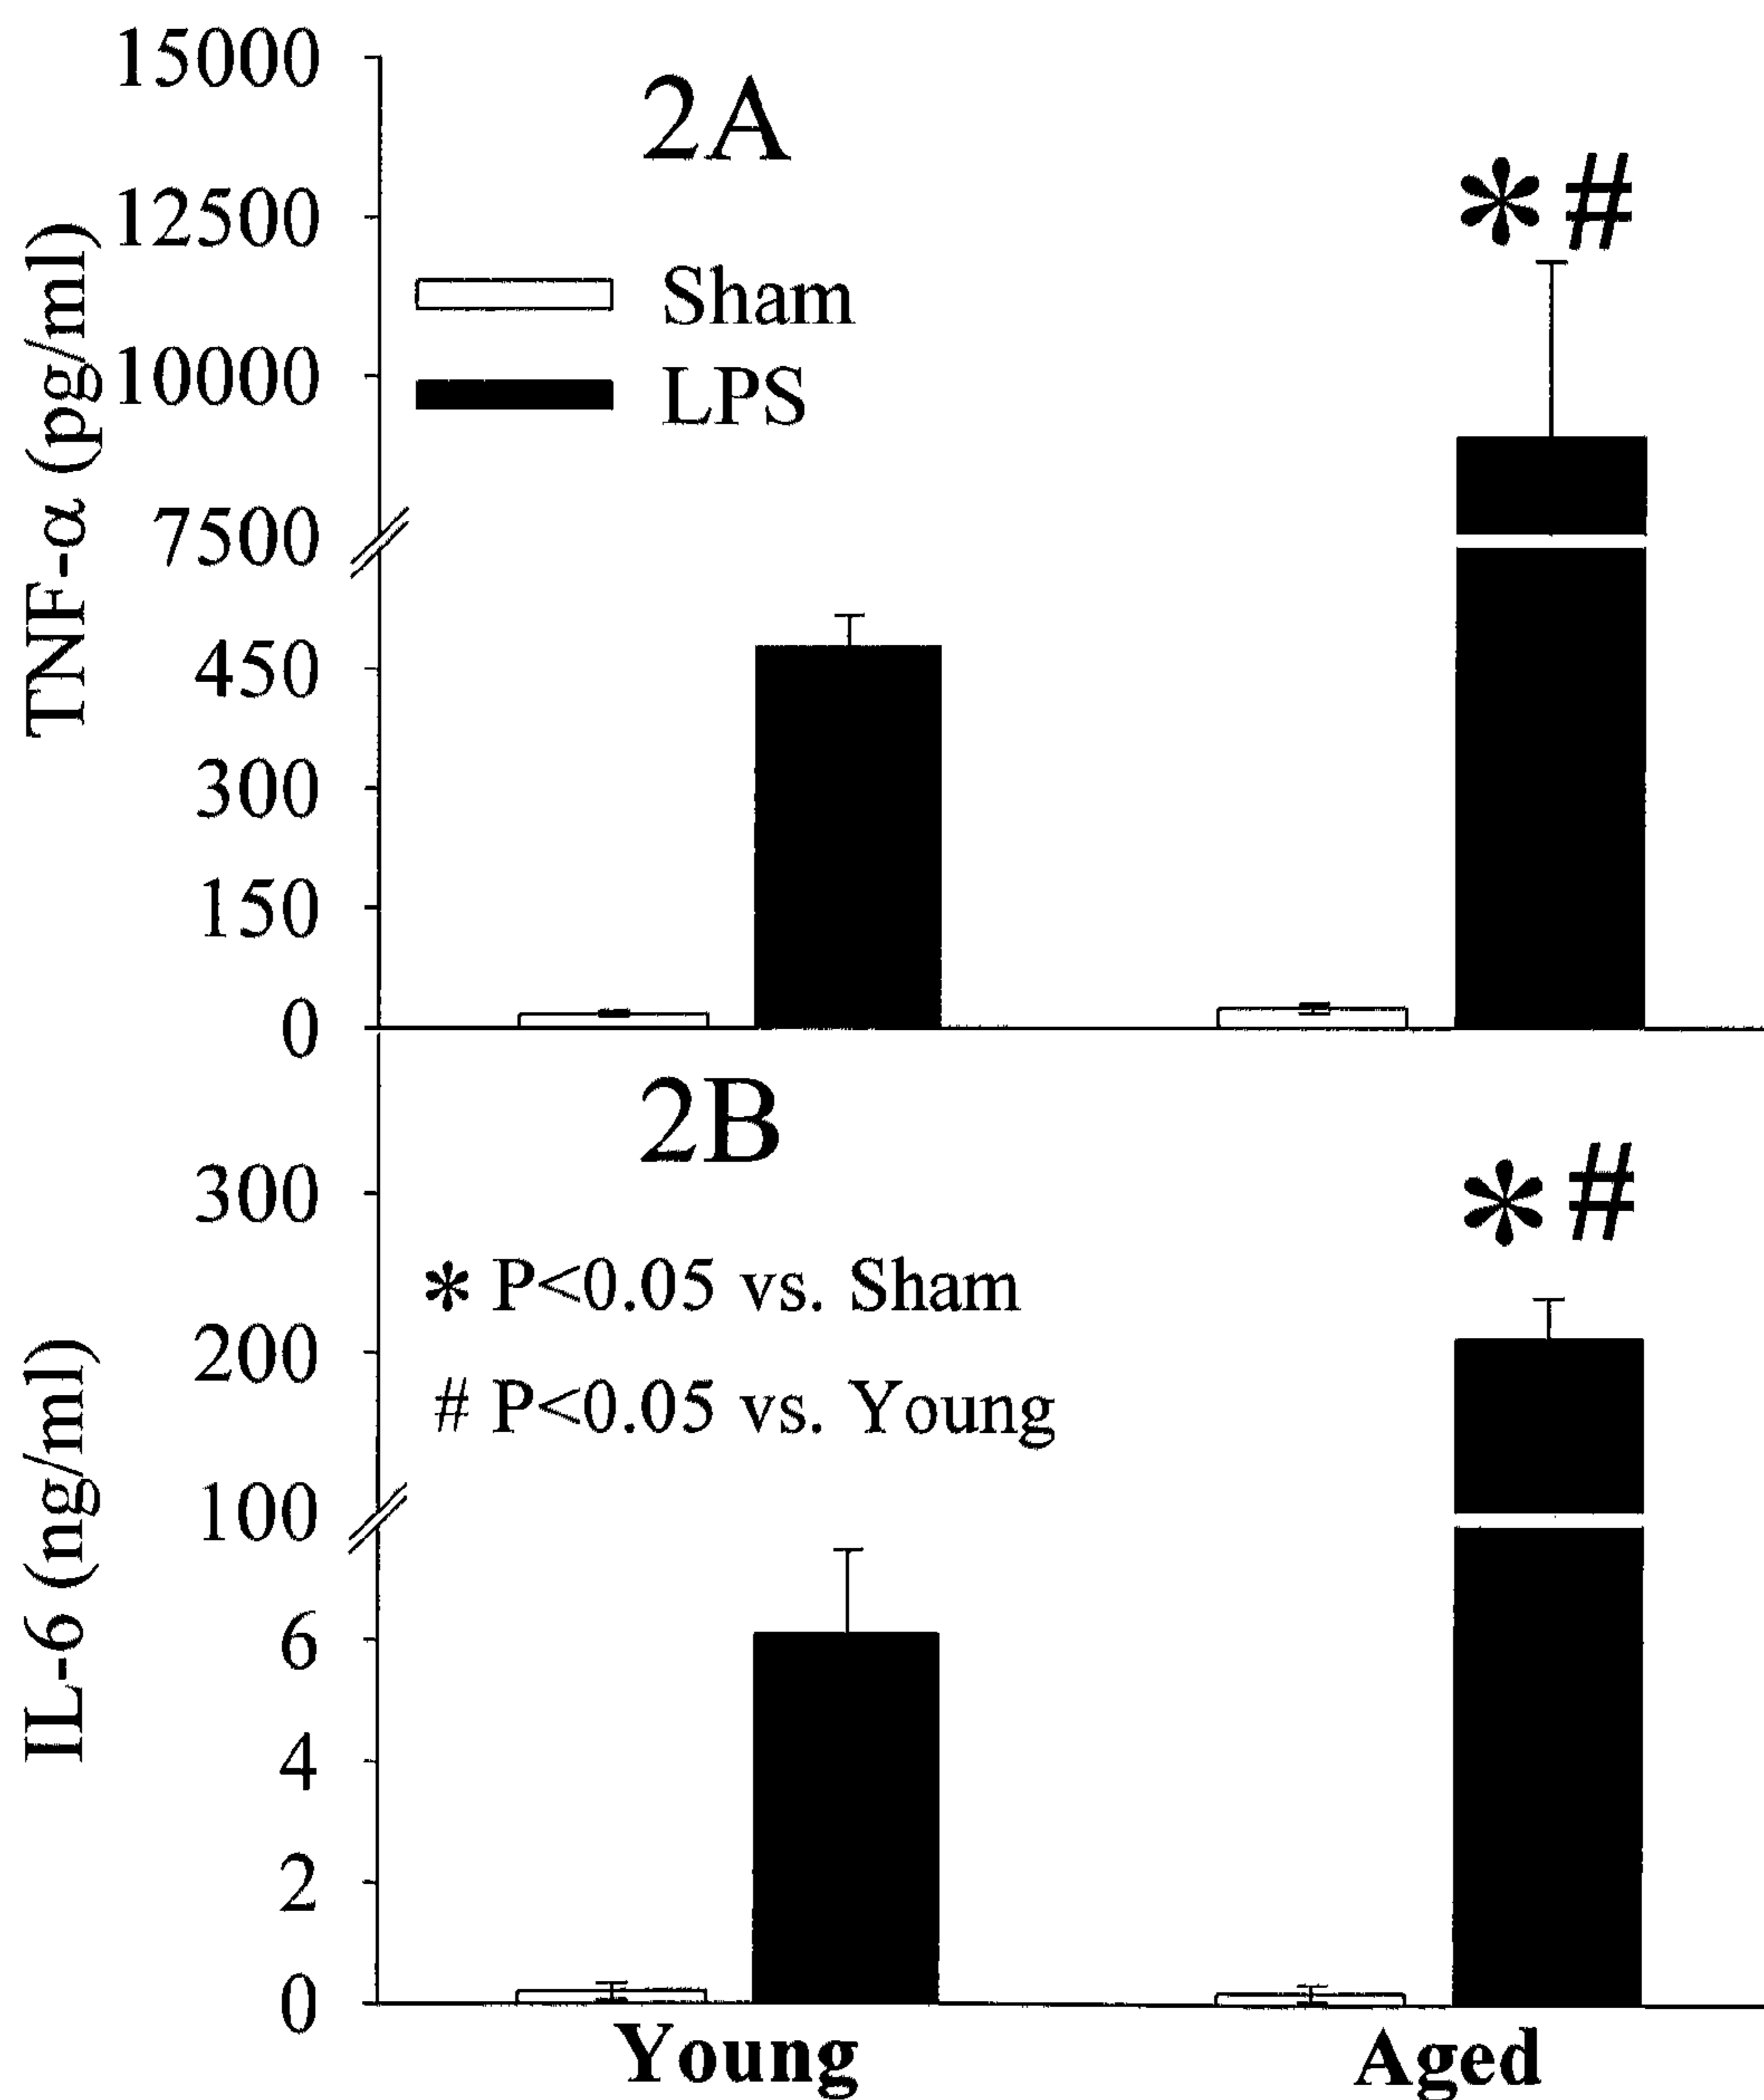 15000
2A
12500
* #
Sham
10000
LPS
TNF-α (pg/ml)
7500
450
300
150
0
2B
300
* #
* P<0.05 vs. Sham
200
# P<0.05 vs. Young
100
IL-6 (ng/ml)
6
4
2
0
Young
Aged